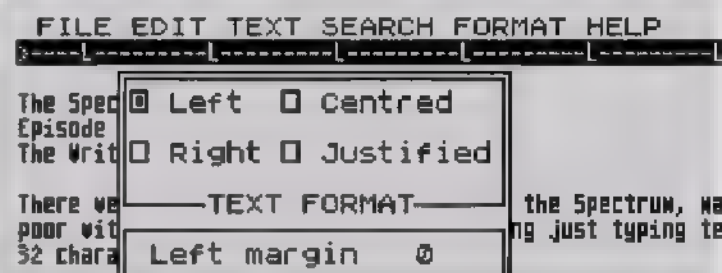 FILE EDIT TEXT SEARCH FORMAT HELP
The Spec
Left Centred
Episode
The Writ
Right Justified
TEXT FORMAT
There we the Spectrum, wa
poor wit ng just typing te
Left margin 0
32 chara